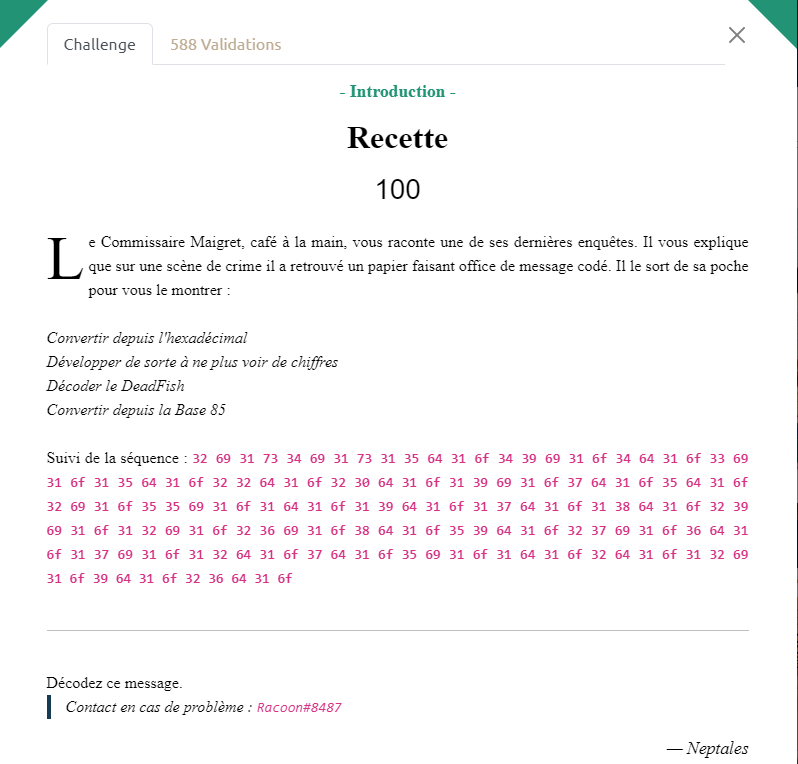 Challenge
588 Validations
- Introduction -
Recette
100
Le Commissaire Maigret, café à la main, vous raconte une de ses dernières enquêtes. Il vous explique
que sur une scène de crime il a retrouvé un papier faisant office de message codé. Il le sort de sa poche
pour vous le montrer :
Convertir depuis l'hexadécimal
Développer de sorte à ne plus voir de chiffres
Décoder le DeadFish
Convertir depuis la Base 85
Suivi de la séquence : 32 69 31 73 34 69 31 73 31 35 64 31 6f 34 39 69 31 6f 34 64 31 6f 33 69
31 6f 31 35 64 31 6f 32 32 64 31 6f 32 30 64 31 6f 31 39 69 31 6f 37 64 31 6f 35 64 31 6f
32 69 31 6f 35 35 69 31 6f 31 64 31 6f 31 39 64 31 6f 31 37 64 31 6f 31 38 64 31 6f 32 39
69 31 6f 31 32 69 31 6f 32 36 69 31 6f 38 64 31 6f 35 39 64 31 6f 32 37 69 31 6f 36 64 31
6f 31 37 69 31 6f 31 32 64 31 6f 37 64 31 6f 35 69 31 6f 31 64 31 6f 32 64 31 6f 31 32 69
31 6f 39 64 31 6f 32 36 64 31 6f
Décodez ce message.
Contact en cas de problème : Racoon#8487
— Neptales